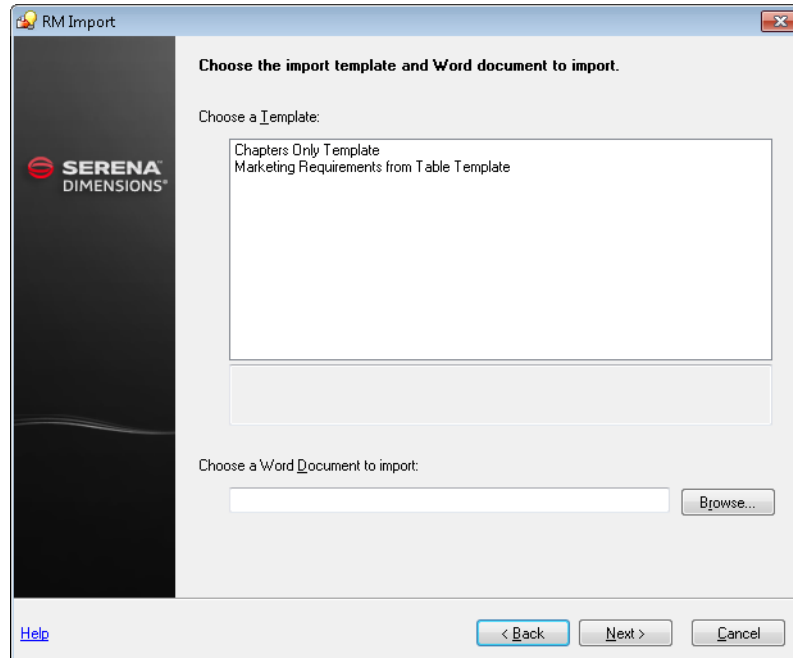 RM Import
Choose the import template and Word document to import.
Choose a Template:
Chapters Only Template
Marketing Requirements from Table Template
SERENA™
DIMENSIONS®
Choose a Word Document to import:
Browse...
Help
< Back
Next >
Cancel